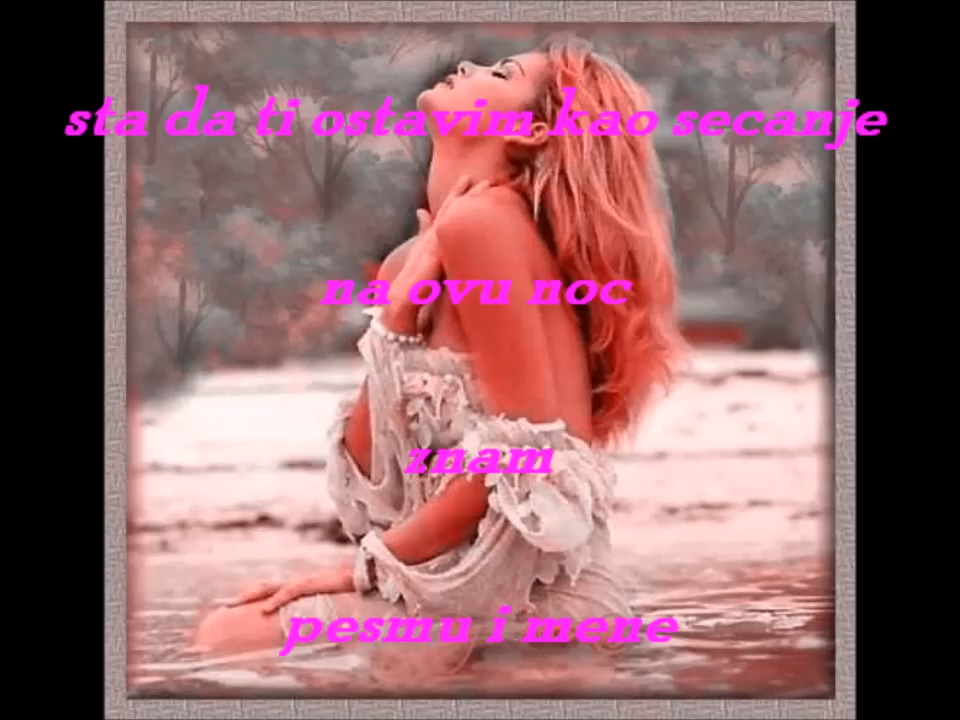 sta da ti ostavim kao secanje
na ovu noc
znam
pesmu i mene